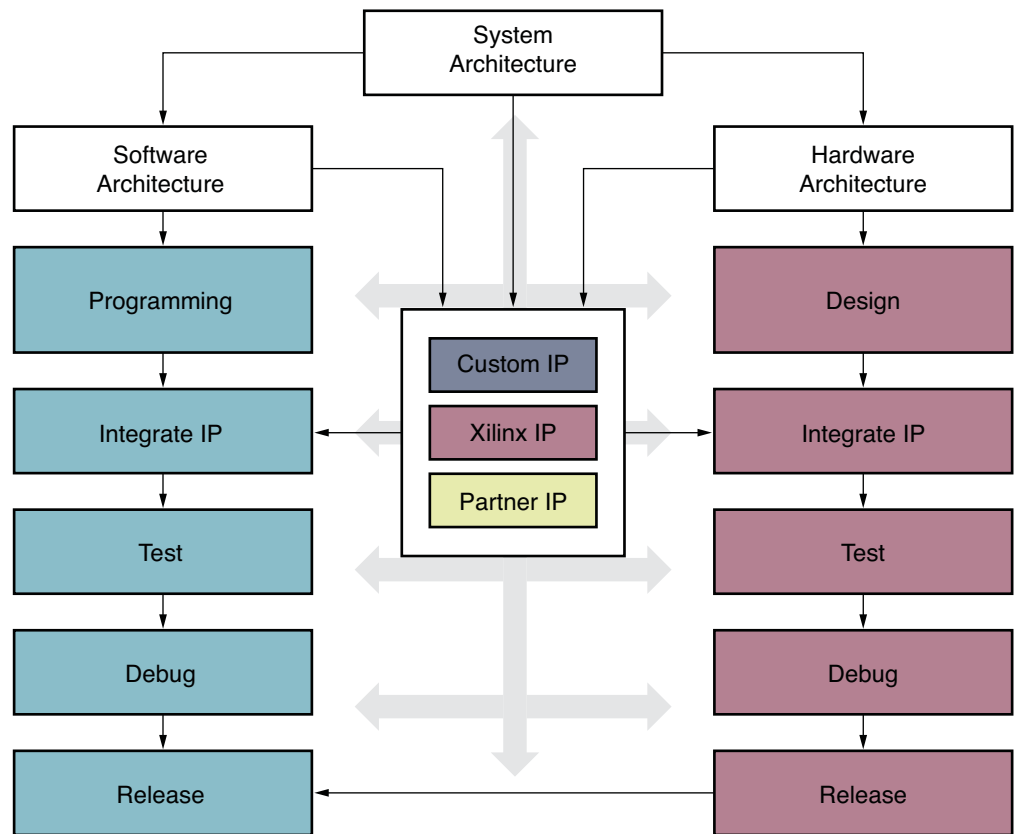 System
Architecture
Software
Architecture
Hardware
Architecture
Programming
Design
Custom IP
Integrate IP
Xilinx IP
Integrate IP
Partner IP
Test
Test
Debug
Debug
Release
Release